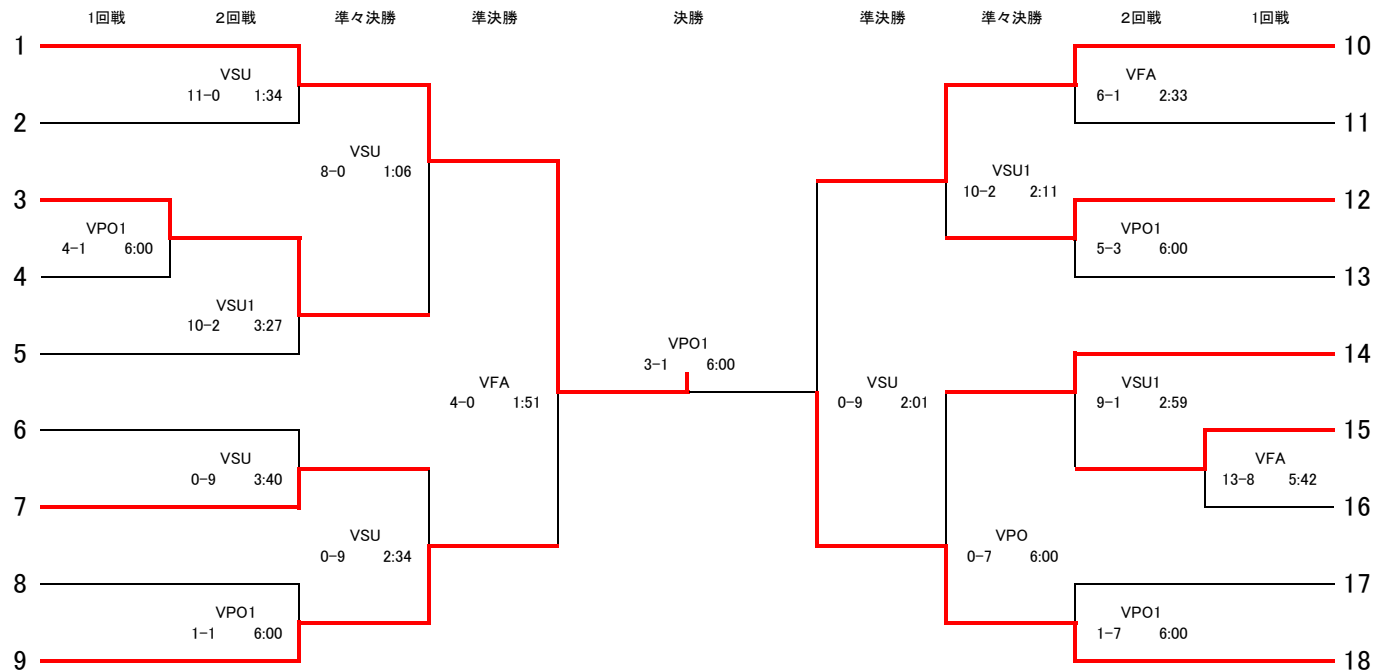 1回戦 2回戦 準々決勝 準決勝 決勝 準決勝 準々決勝 2回戦 1回戦
1 10
VSU VFA
11-0 1:34 6-1 2:33
2 11
VSU VSU1
8-0 1:06 10-2 2:11
3 12
VPO1 VPO1
4-1 6:00 5-3 6:00
4 13
VSU1
10-2 3:27
VPO1
5 14
3-1 6:00
VFA VSU VSU1
4-0 1:51 0-9 2:01 9-1 2:59
6 15
VSU VFA
0-9 3:40 13-8 5:42
7 16
VSU VPO
0-9 2:34 0-7 6:00
8 17
VPO1 VPO1
1-1 6:00 1-7 6:00
9 18